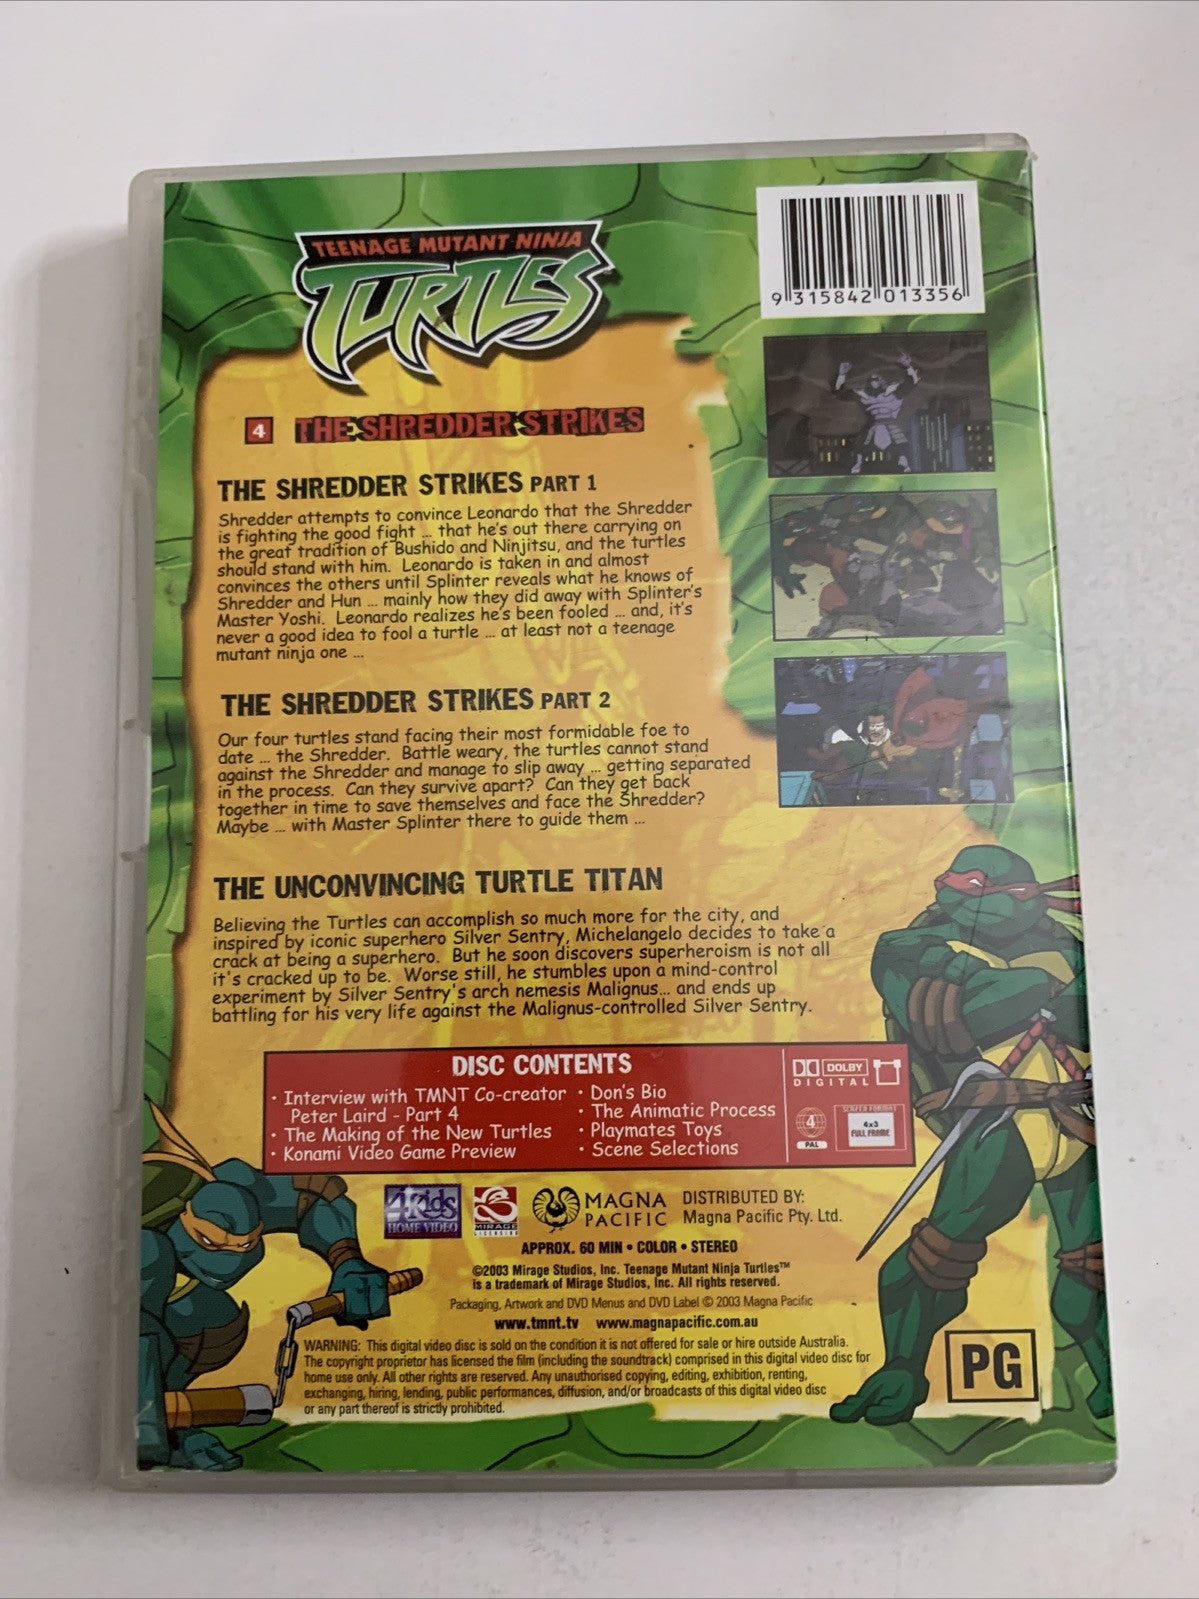 TEENAGE MUTANT NINJA
TURTLES
9 315842 013356
4 THE SHREDDER STRIKES
THE SHREDDER STRIKES PART 1
Shredder attempts to convince Leonardo that the Shredder
is fighting the good fight ... that he's out there carrying on
the great tradition of Bushido and Ninjitsu, and the turtles
should stand with him. Leonardo is taken in and almost
convinces the others until Splinter reveals what he knows of
Shredder and Hun ... mainly how they did away with Splinter's
Master Yoshi. Leonardo realizes he's been fooled ... and, it's
never a good idea to fool a turtle ... at least not a teenage
mutant ninja one ...
THE SHREDDER STRIKES PART 2
Our four turtles stand facing their most formidable foe to
date ... the Shredder. Battle weary, the turtles cannot stand
against the Shredder and manage to slip away ... getting separated
in the process. Can they survive apart? Can they get back
together in time to save themselves and face the Shredder?
Maybe ... with Master Splinter there to guide them ...
THE UNCONVINCING TURTLE TITAN
Believing the Turtles can accomplish so much more for the city, and
inspired by iconic superhero Silver Sentry, Michelangelo decides to take a
crack at being a superhero. But he soon discovers superheroism is not all
it's cracked up to be. Worse still, he stumbles upon a mind-control
experiment by Silver Sentry's arch nemesis Malignus... and ends up
battling for his very life against the Malignus-controlled Silver Sentry.
DISC CONTENTS
• Interview with TMNT Co-creator
Peter Laird - Part 4
• The Making of the New Turtles
• Konami Video Game Preview
• Don's Bio
• The Animatic Process
• Playmates Toys
• Scene Selections
DOLBY
DIGITAL
4
PAL
SCREEN FORMAT
4x3
FULL FRAME
4Kids
HOME VIDEO
MIRAGE
LICENSING
MAGNA
PACIFIC
DISTRIBUTED BY:
Magna Pacific Pty. Ltd.
APPROX. 60 MIN • COLOR • STEREO
©2003 Mirage Studios, Inc. Teenage Mutant Ninja Turtles™
is a trademark of Mirage Studios, Inc. All rights reserved.
Packaging, Artwork and DVD Menus and DVD Label © 2003 Magna Pacific
www.tmnt.tv www.magnapacific.com.au
WARNING: This digital video disc is sold on the condition it is not offered for sale or hire outside Australia.
The copyright proprietor has licensed the film (including the soundtrack) comprised in this digital video disc for
home use only. All other rights are reserved. Any unauthorised copying, editing, exhibition, renting,
exchanging, hiring, lending, public performances, diffusion, and/or broadcasts of this digital video disc
or any part thereof is strictly prohibited.
PG